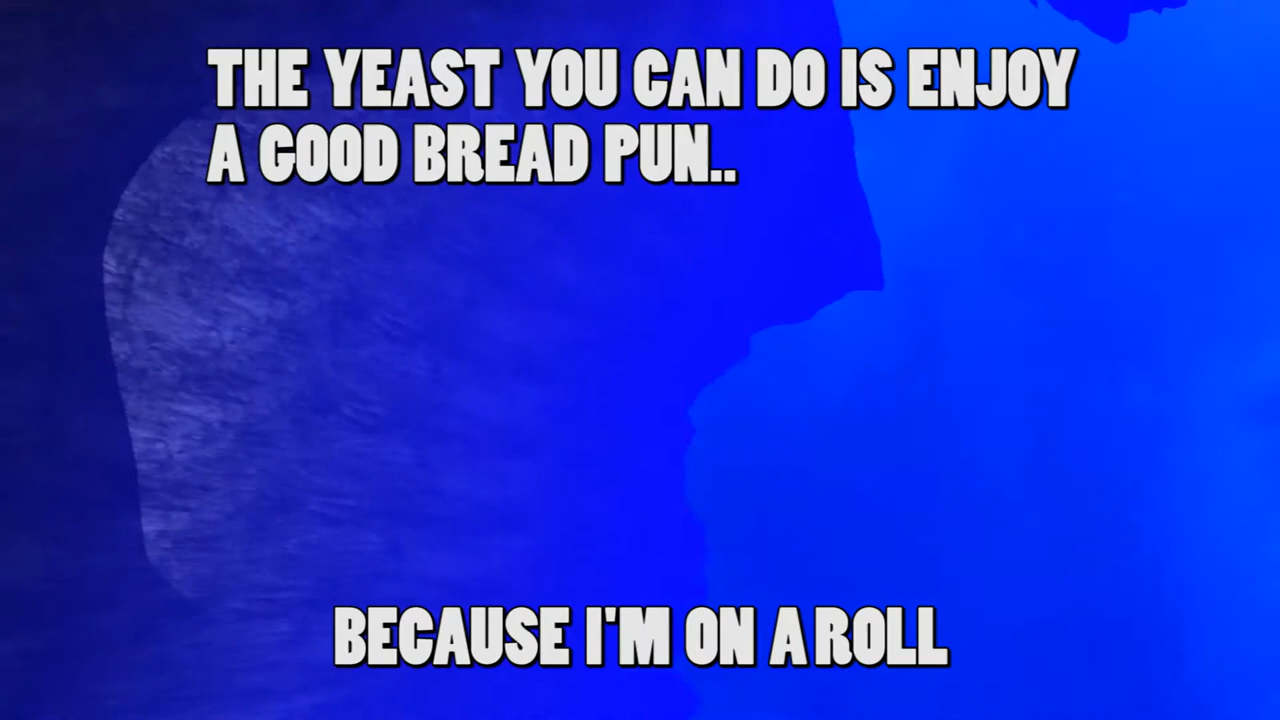 THE YEAST YOU CAN DO IS ENJOY
A GOOD BREAD PUN..
BECAUSE I'M ON A ROLL